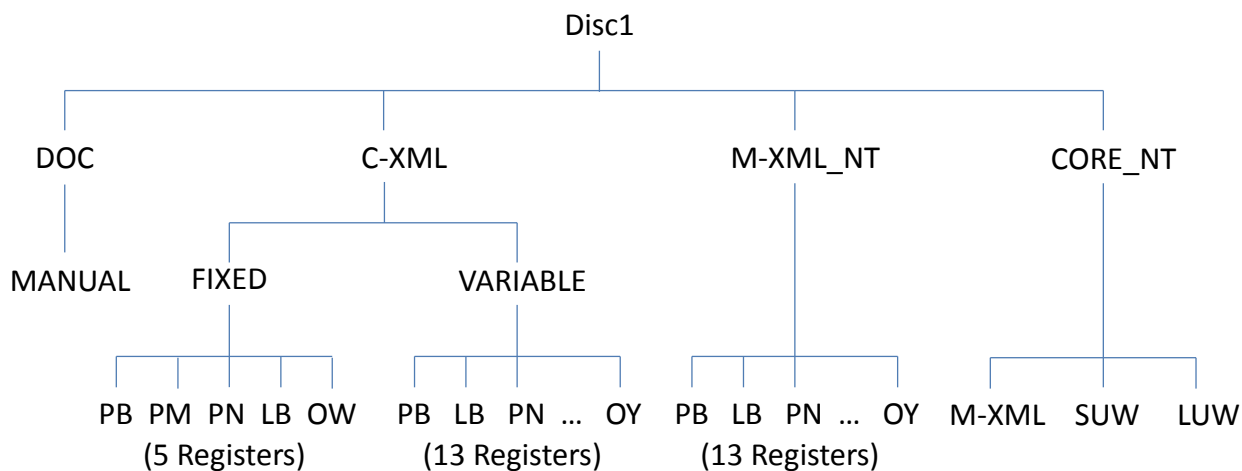 Disc1
DOC C-XML M-XML_NT CORE_NT
MANUAL FIXED VARIABLE
PB PM PN LB OW PB LB PN ... OY PB LB PN ... OY M-XML SUW LUW
(5 Registers) (13 Registers) (13 Registers)